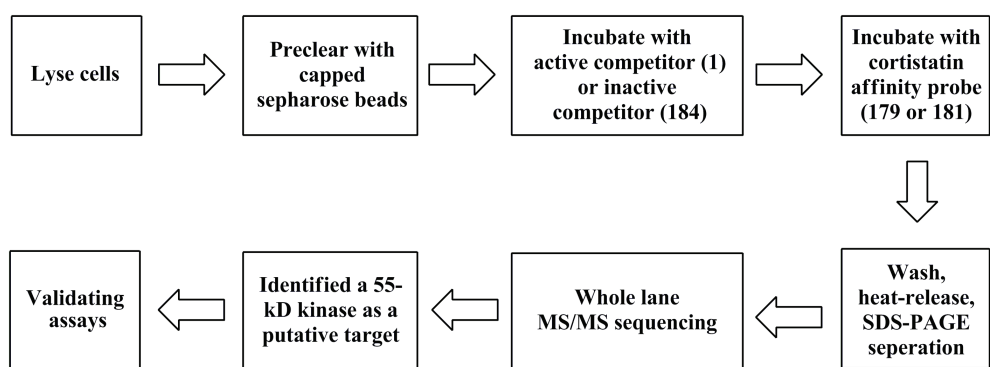 Lyse cells
Preclear with
capped
sepharose beads
Incubate with
active competitor (1)
or inactive
competitor (184)
Incubate with
cortistatin
affinity probe
(179 or 181)
Wash,
heat-release,
SDS-PAGE
seperation
Whole lane
MS/MS sequencing
Identified a 55-
kD kinase as a
putative target
Validating
assays